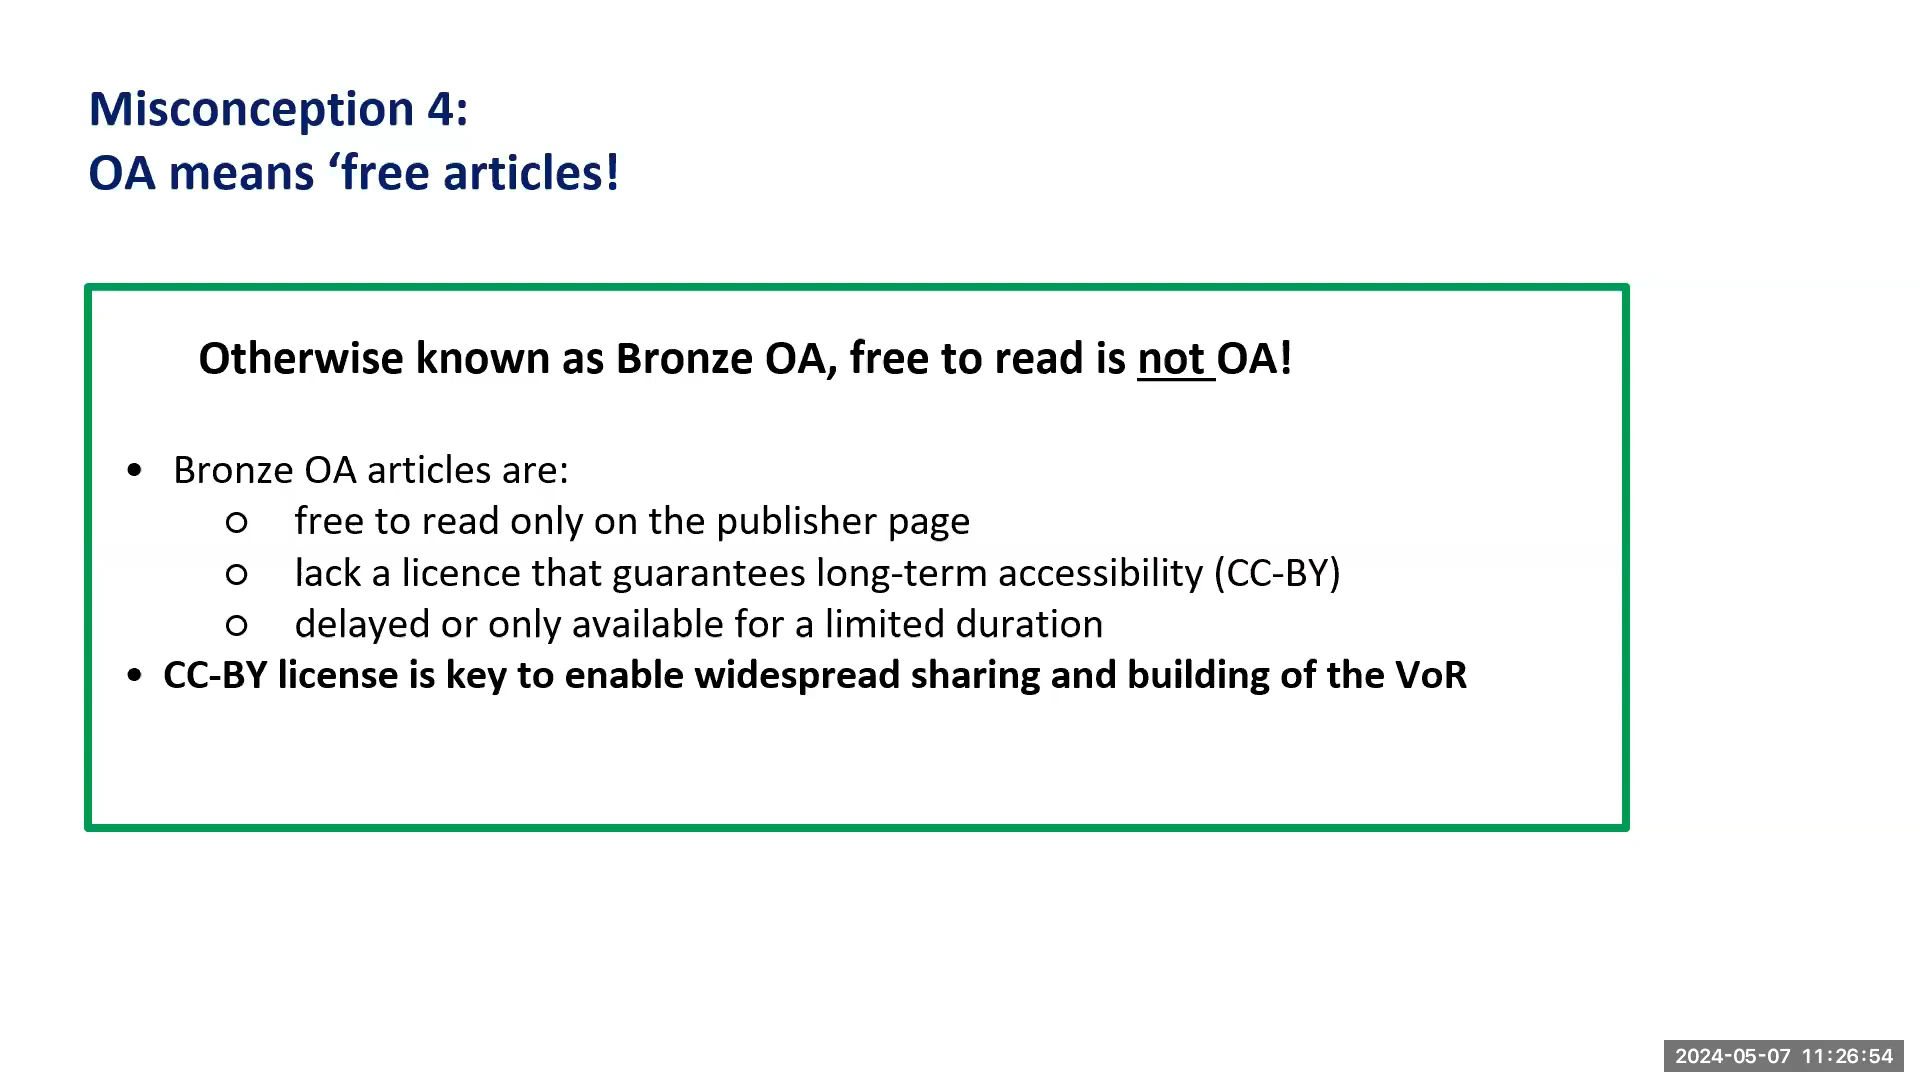 Misconception 4:
OA means ‘free articles!
Otherwise known as Bronze OA, free to read is not OA!
• Bronze OA articles are:
○ free to read only on the publisher page
○ lack a licence that guarantees long-term accessibility (CC-BY)
○ delayed or only available for a limited duration
• CC-BY license is key to enable widespread sharing and building of the VoR
2024-05-07 11:26:54